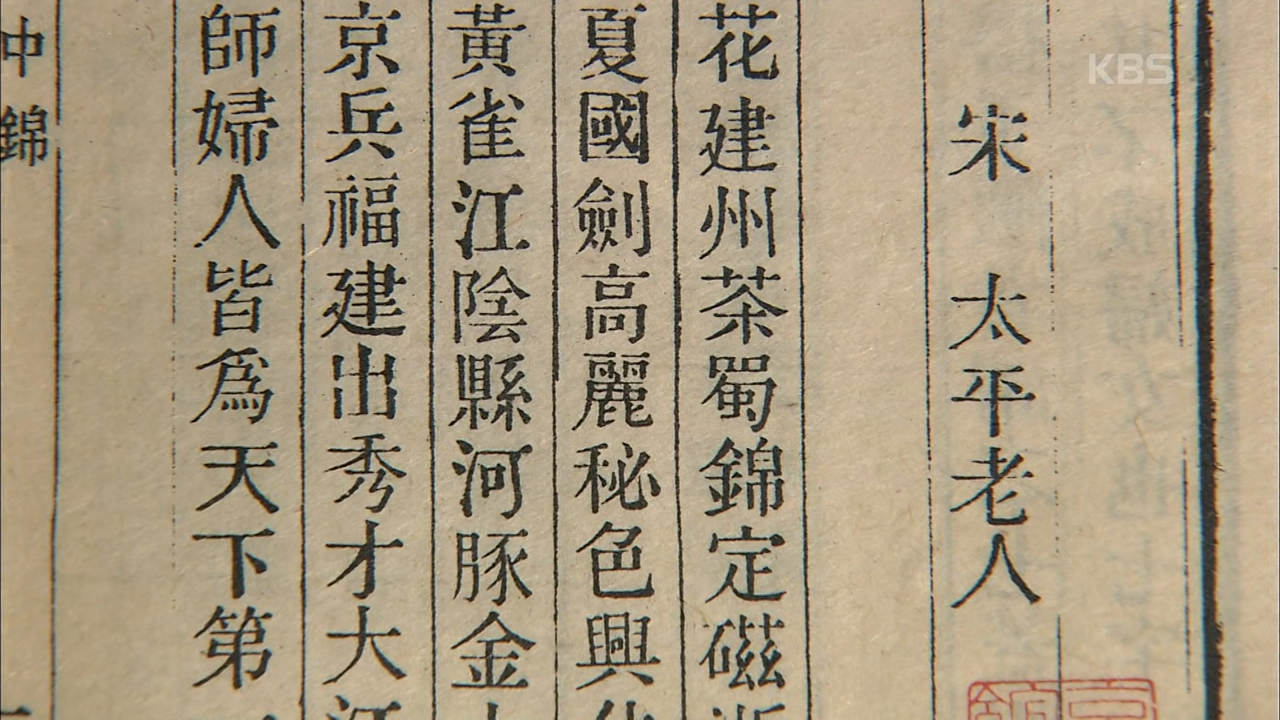 KBS
宋 太平老人
花建州茶蜀錦定磁
夏國劍高麗秘色興
黃雀江陰縣河豚金
京兵福建出秀才大
師婦人皆為天下第
中錦